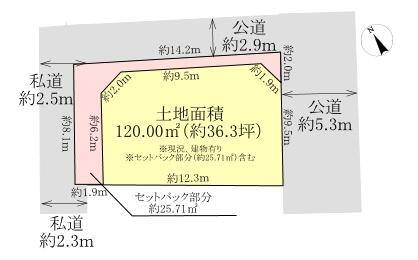 公道
約2.9m
N
約14.2m
私道
約2.5m
約9.5m
約2.0m
約1.9m
約2.0m
公道
約5.3m
約8.1m
約6.2m
土地面積
120.00㎡(約36.3坪)
※現況、建物有り
※セットバック部分(約25.71㎡)含む
約9.5m
約12.3m
約1.9m
セットバック部分
約25.71㎡
私道
約2.3m